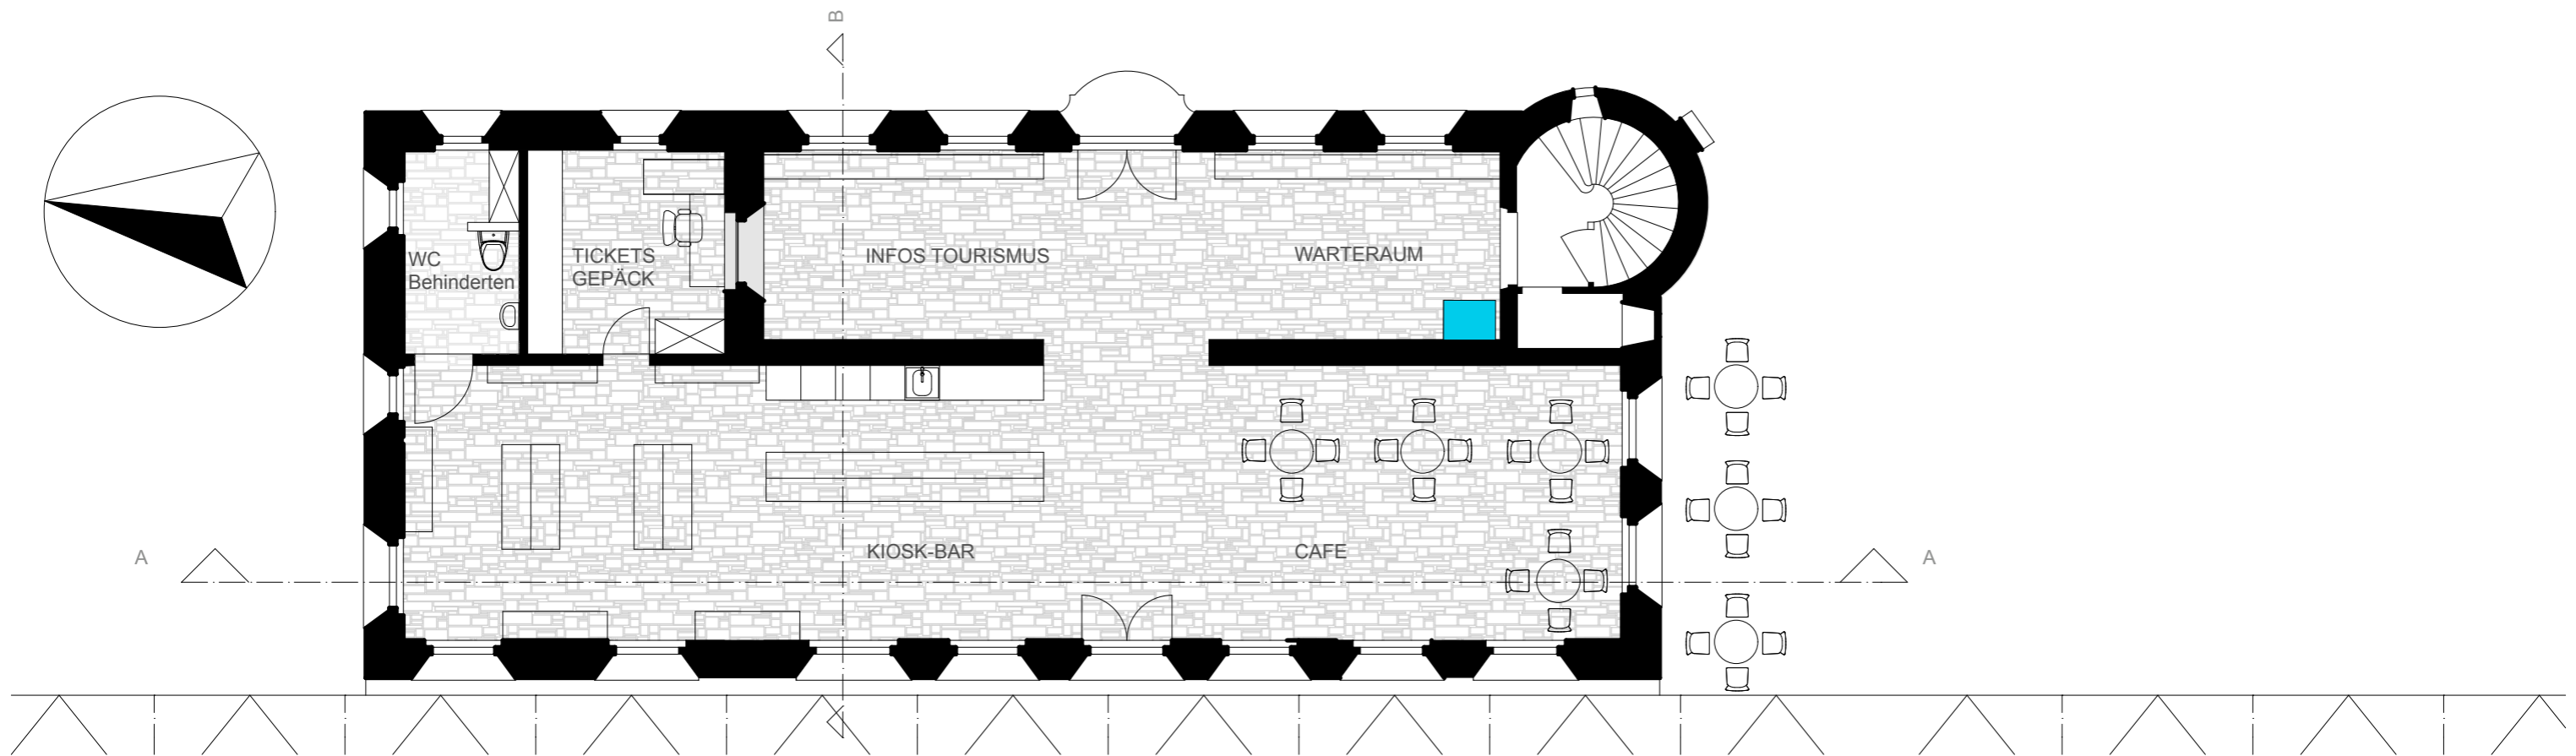 B
WC
Behinderten
TICKETS
GEPÄCK
INFOS TOURISMUS
WARTERAUM
KIOSK-BAR
CAFE
A
A